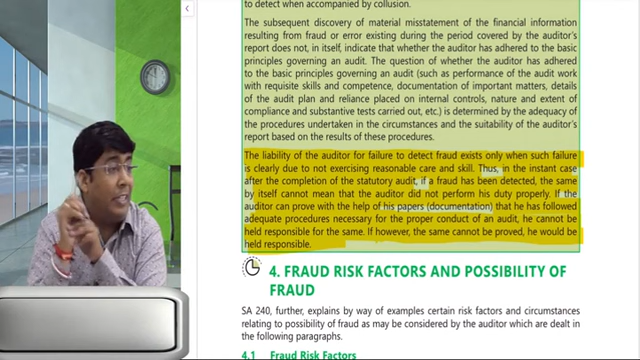 to detect when accompanied by collusion.
The subsequent discovery of material misstatement of the financial information
resulting from fraud or error existing during the period covered by the auditor's
report does not, in itself, indicate that whether the auditor has adhered to the basic
principles governing an audit. The question of whether the auditor has adhered
to the basic principles governing an audit (such as performance of the audit work
with requisite skills and competence, documentation of important matters, details
of the audit plan and reliance placed on internal controls, nature and extent of
compliance and substantive tests carried out, etc.) is determined by the adequacy of
the procedures undertaken in the circumstances and the suitability of the auditor's
report based on the results of these procedures.
The liability of the auditor for failure to detect fraud exists only when such failure
is clearly due to not exercising reasonable care and skill. Thus, in the instant case
after the completion of the statutory audit, if a fraud has been detected, the same
by itself cannot mean that the auditor did not perform his duty properly. If the
auditor can prove with the help of his papers (documentation) that he has followed
adequate procedures necessary for the proper conduct of an audit, he cannot be
held responsible for the same. If however, the same cannot be proved, he would be
held responsible.
4. FRAUD RISK FACTORS AND POSSIBILITY OF
FRAUD
SA 240, further, explains by way of examples certain risk factors and circumstances
relating to possibility of fraud as may be considered by the auditor which are dealt in
the following paragraphs.
4.1 Fraud Risk Factors